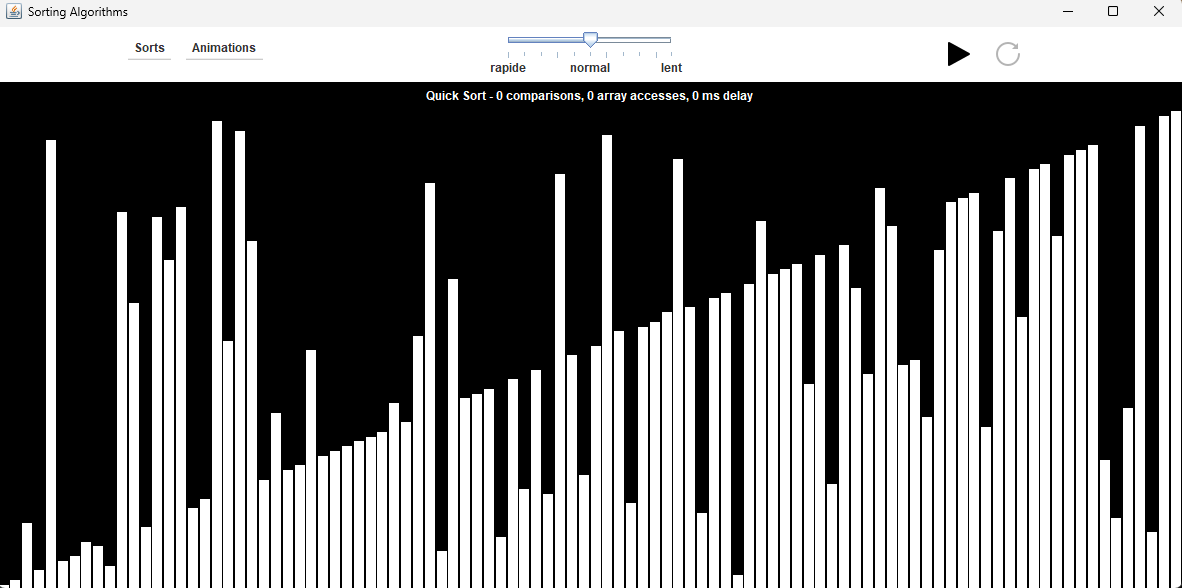 Sorting Algorithms
Sorts Animations
rapide normal lent
Quick Sort - 0 comparisons, 0 array accesses, 0 ms delay